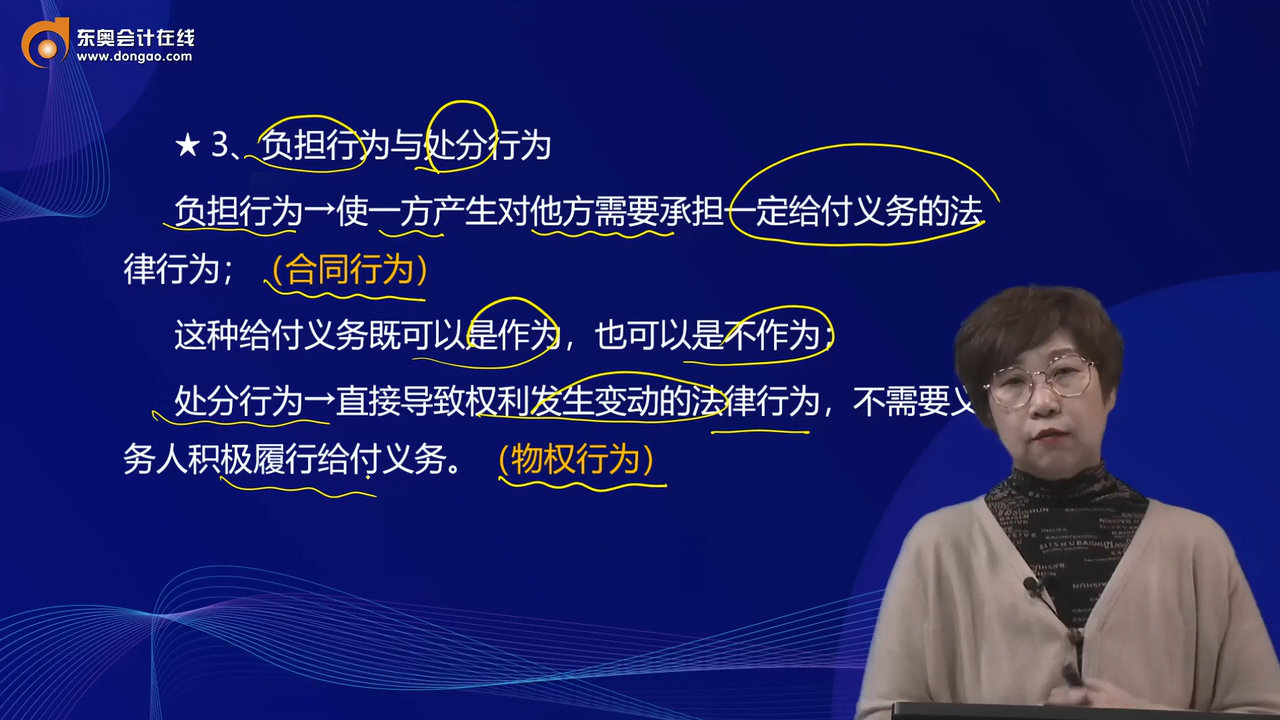 东奥会计在线
www.dongao.com
★ 3、负担行为与处分行为
负担行为→使一方产生对他方需要承担一定给付义务的法
律行为；（合同行为）
这种给付义务既可以是作为，也可以是不作为；
处分行为→直接导致权利发生变动的法律行为，不需要义
务人积极履行给付义务。（物权行为）